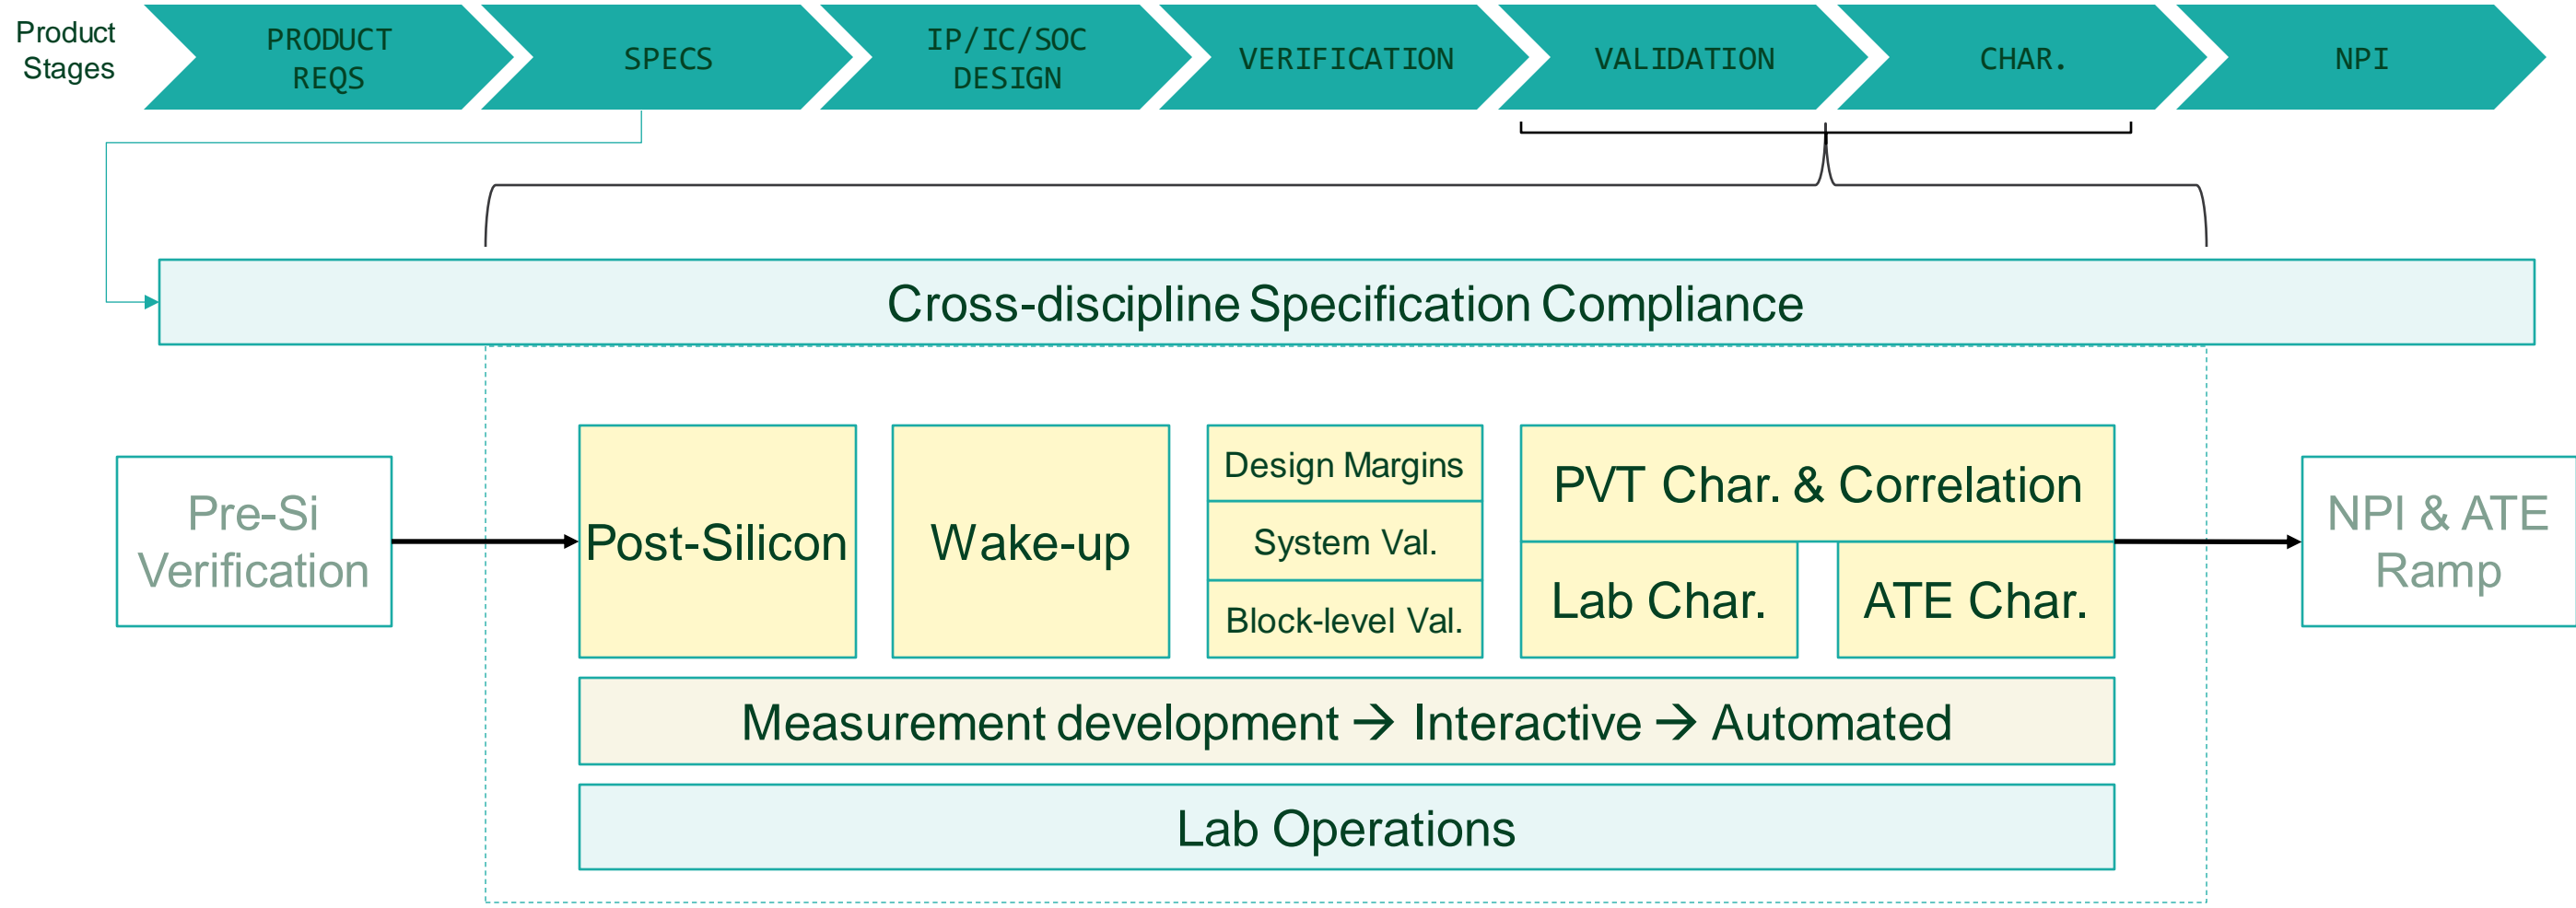 Product
Stages
PRODUCT
REQS
SPECS
IP/IC/SOC
DESIGN
VERIFICATION
VALIDATION
CHAR.
NPI
Cross-discipline Specification Compliance
Pre-Si
Verification
Post-Silicon
Wake-up
Design Margins
System Val.
Block-level Val.
PVT Char. & Correlation
Lab Char.
ATE Char.
NPI & ATE
Ramp
Measurement development → Interactive → Automated
Lab Operations